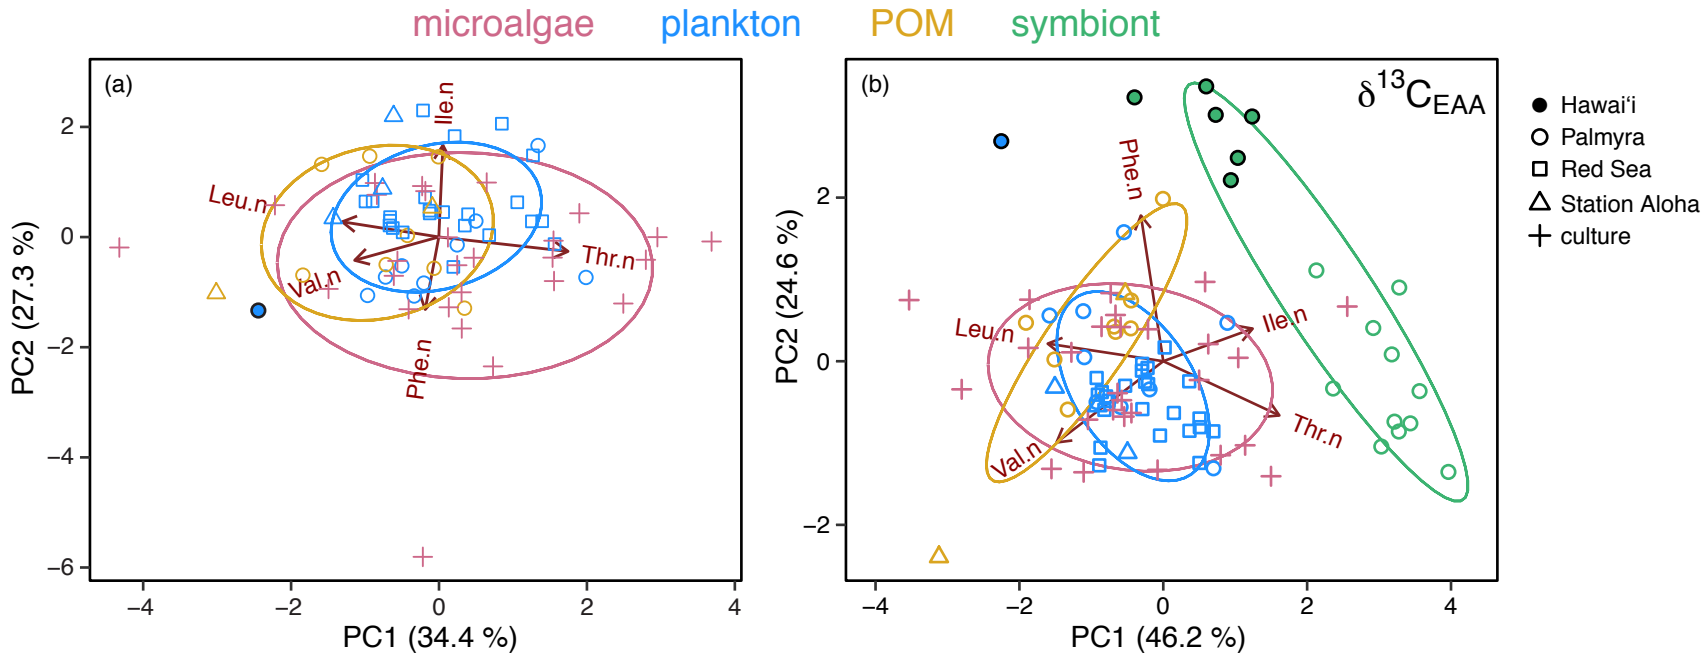 microalgae plankton POM symbiont
(a)
Ile.n
Leu.n
Thr.n
Val.n
Phe.n
PC2 (27.3 %)
2
0
−2
−4
−6
−4 −2 0 2 4
PC1 (34.4 %)
(b)
δ13CEAA
Phe.n
Leu.n
Ile.n
Thr.n
Val.n
PC2 (24.6 %)
2
0
−2
−4 −2 0 2 4
PC1 (46.2 %)
Hawaiʻi
Palmyra
Red Sea
Station Aloha
culture